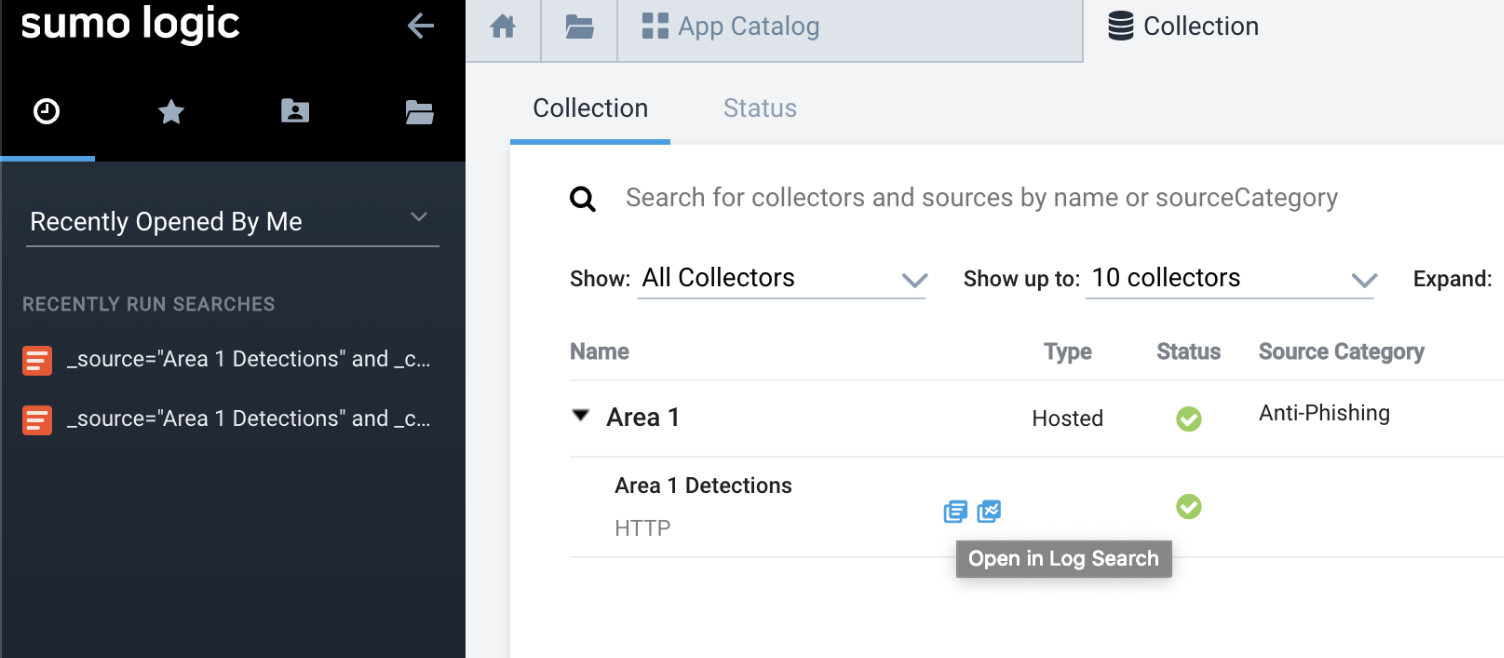 sumo logic
App Catalog
Collection
Collection
Status
Search for collectors and sources by name or sourceCategory
Recently Opened By Me
Show: All Collectors
Show up to: 10 collectors
Expand:
RECENTLY RUN SEARCHES
_source="Area 1 Detections" and _c...
_source="Area 1 Detections" and _c...
Name Type Status Source Category
Area 1 Hosted Anti-Phishing
Area 1 Detections
HTTP
Open in Log Search